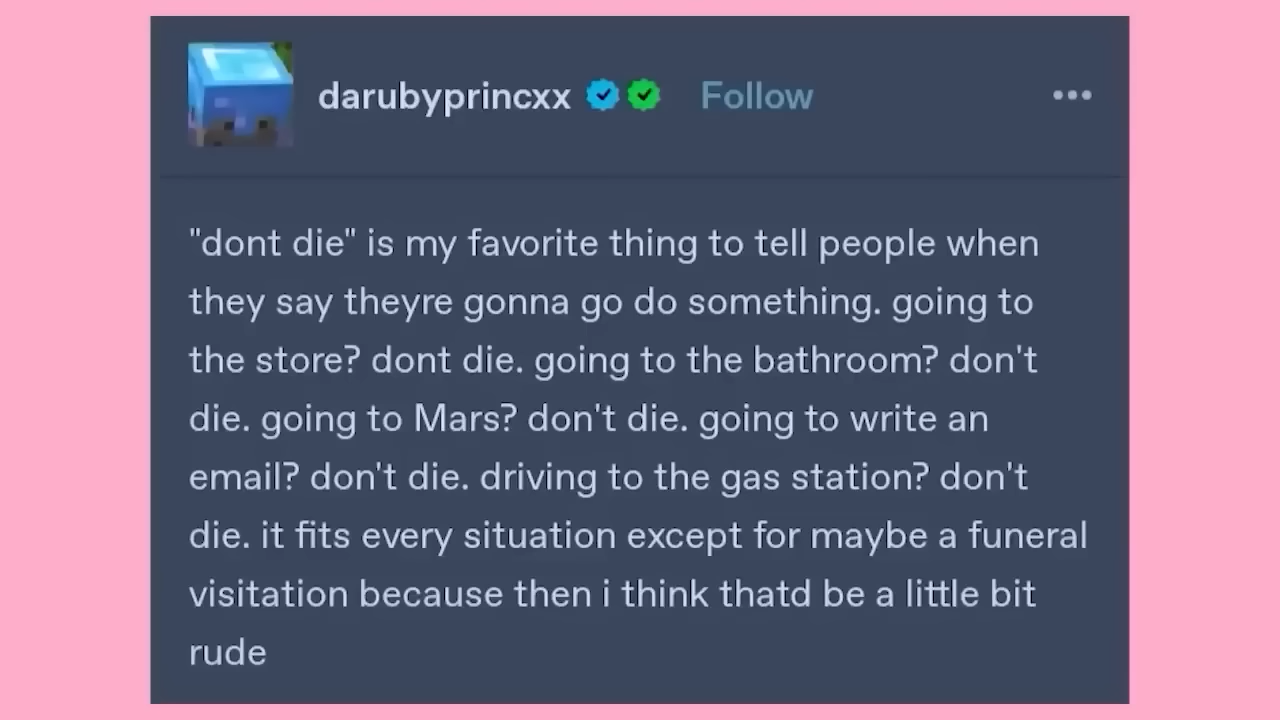 darubyprincxx Follow
"dont die" is my favorite thing to tell people when
they say theyre gonna go do something. going to
the store? dont die. going to the bathroom? don't
die. going to Mars? don't die. going to write an
email? don't die. driving to the gas station? don't
die. it fits every situation except for maybe a funeral
visitation because then i think thatd be a little bit
rude